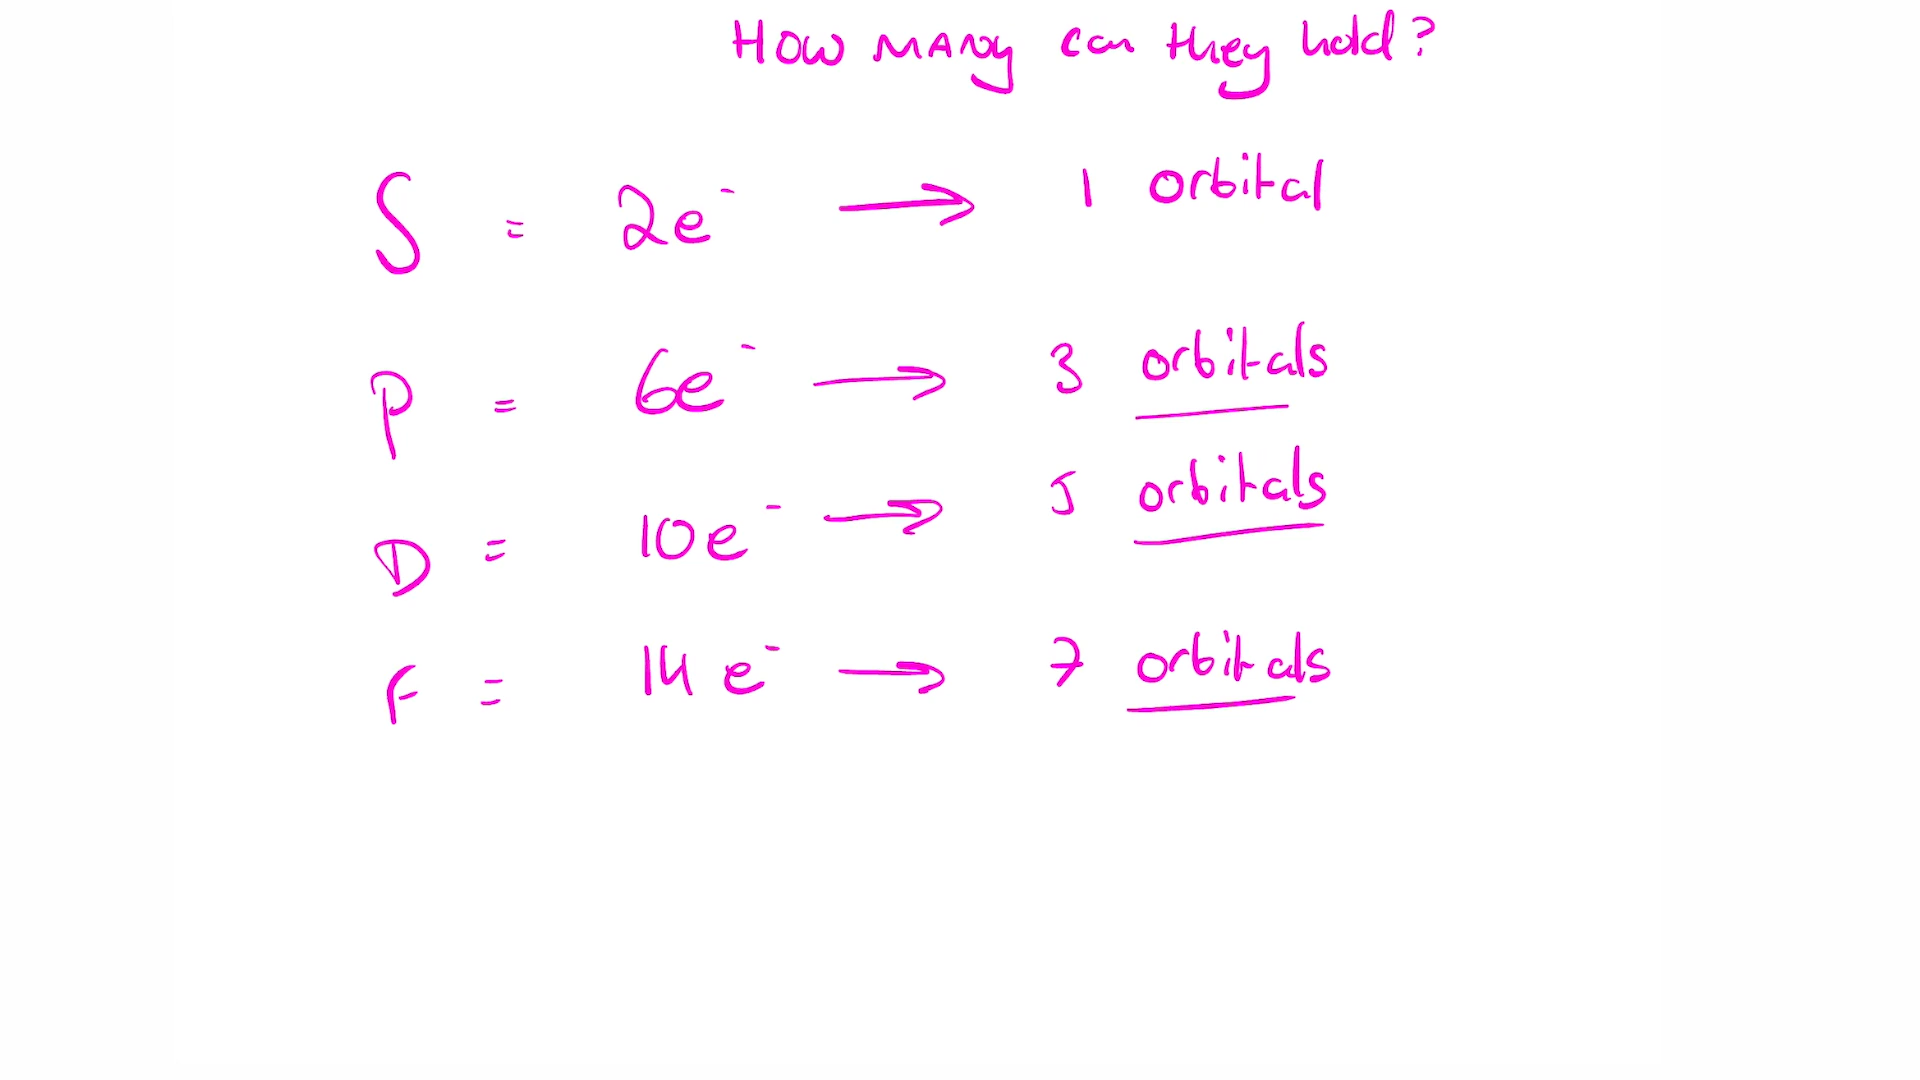 How MANy can they hold?
S = 2e⁻ → 1 orbital
P = 6e⁻ → 3 orbitals
D = 10e⁻ → 5 orbitals
F = 14e⁻ → 7 orbitals